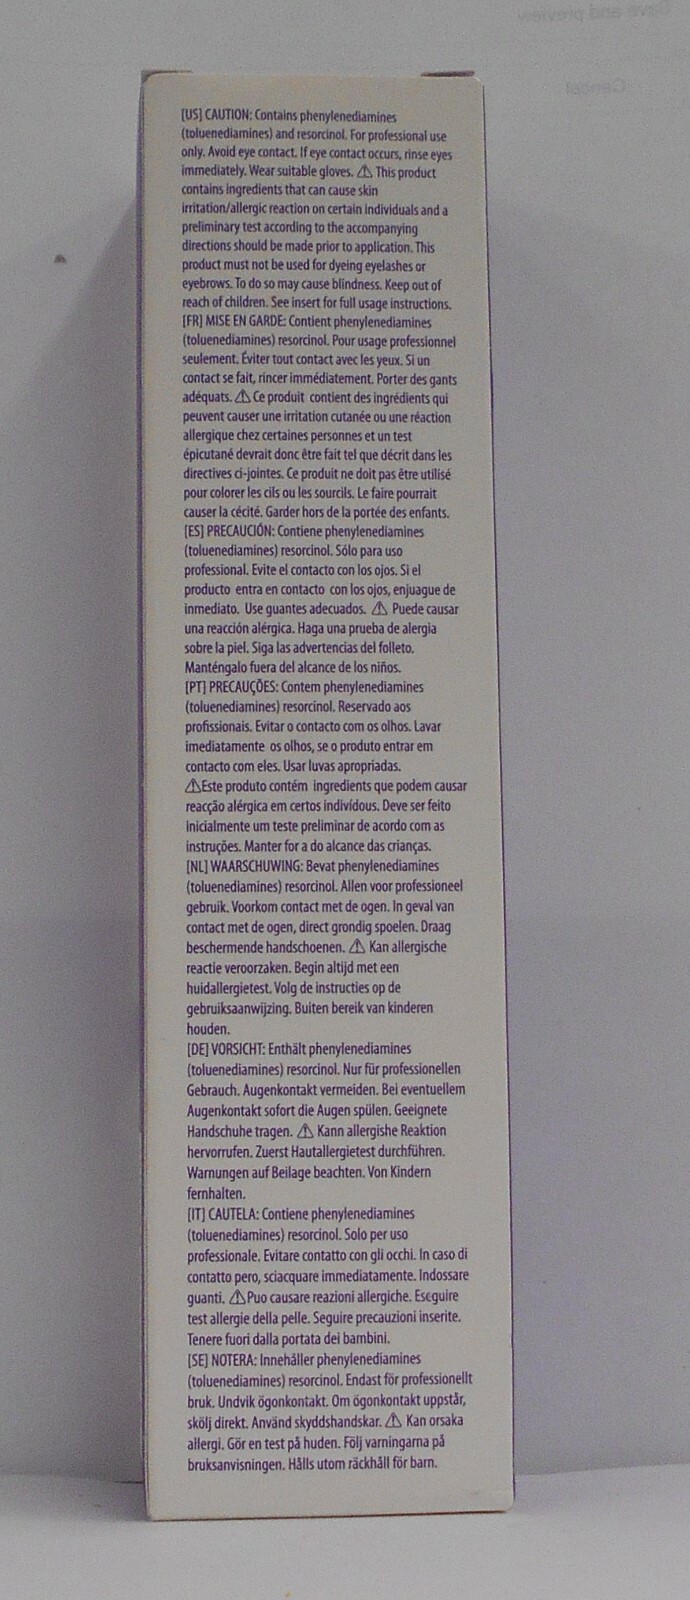 Save and preview
Cancel
[US] CAUTION: Contains phenylenediamines
(toluenediamines) and resorcinol. For professional use
only. Avoid eye contact. If eye contact occurs, rinse eyes
immediately. Wear suitable gloves. ⚠ This product
contains ingredients that can cause skin
irritation/allergic reaction on certain individuals and a
preliminary test according to the accompanying
directions should be made prior to application. This
product must not be used for dyeing eyelashes or
eyebrows. To do so may cause blindness. Keep out of
reach of children. See insert for full usage instructions.
[FR] MISE EN GARDE: Contient phenylenediamines
(toluenediamines) resorcinol. Pour usage professionnel
seulement. Éviter tout contact avec les yeux. Si un
contact se fait, rincer immédiatement. Porter des gants
adéquats. ⚠ Ce produit contient des ingrédients qui
peuvent causer une irritation cutanée ou une réaction
allergique chez certaines personnes et un test
épicutané devrait donc être fait tel que décrit dans les
directives ci-jointes. Ce produit ne doit pas être utilisé
pour colorer les cils ou les sourcils. Le faire pourrait
causer la cécité. Garder hors de la portée des enfants.
[ES] PRECAUCIÓN: Contiene phenylenediamines
(toluenediamines) resorcinol. Sólo para uso
professional. Evite el contacto con los ojos. Si el
producto entra en contacto con los ojos, enjuague de
inmediato. Use guantes adecuados. ⚠ Puede causar
una reacción alérgica. Haga una prueba de alergia
sobre la piel. Siga las advertencias del folleto.
Manténgalo fuera del alcance de los niños.
[PT] PRECAUÇÕES: Contem phenylenediamines
(toluenediamines) resorcinol. Reservado aos
profissionais. Evitar o contacto com os olhos. Lavar
imediatamente os olhos, se o produto entrar em
contacto com eles. Usar luvas apropriadas.
⚠Este produto contém ingredients que podem causar
reacção alérgica em certos indivídous. Deve ser feito
inicialmente um teste preliminar de acordo com as
instruções. Manter for a do alcance das crianças.
[NL] WAARSCHUWING: Bevat phenylenediamines
(toluenediamines) resorcinol. Allen voor professioneel
gebruik. Voorkom contact met de ogen. In geval van
contact met de ogen, direct grondig spoelen. Draag
beschermende handschoenen. ⚠ Kan allergische
reactie veroorzaken. Begin altijd met een
huidallergietest. Volg de instructies op de
gebruiksaanwijzing. Buiten bereik van kinderen
houden.
[DE] VORSICHT: Enthält phenylenediamines
(toluenediamines) resorcinol. Nur für professionellen
Gebrauch. Augenkontakt vermeiden. Bei eventuellem
Augenkontakt sofort die Augen spülen. Geeignete
Handschuhe tragen. ⚠ Kann allergishe Reaktion
hervorrufen. Zuerst Hautallergietest durchführen.
Warnungen auf Beilage beachten. Von Kindern
fernhalten.
[IT] CAUTELA: Contiene phenylenediamines
(toluenediamines) resorcinol. Solo per uso
professionale. Evitare contatto con gli occhi. In caso di
contatto pero, sciacquare immediatamente. Indossare
guanti. ⚠Puo causare reazioni allergiche. Eseguire
test allergie della pelle. Seguire precauzioni inserite.
Tenere fuori dalla portata dei bambini.
[SE] NOTERA: Innehåller phenylenediamines
(toluenediamines) resorcinol. Endast för professionellt
bruk. Undvik ögonkontakt. Om ögonkontakt uppstår,
skölj direkt. Använd skyddshandskar. ⚠ Kan orsaka
allergi. Gör en test på huden. Följ varningarna på
bruksanvisningen. Hålls utom räckhåll för barn.